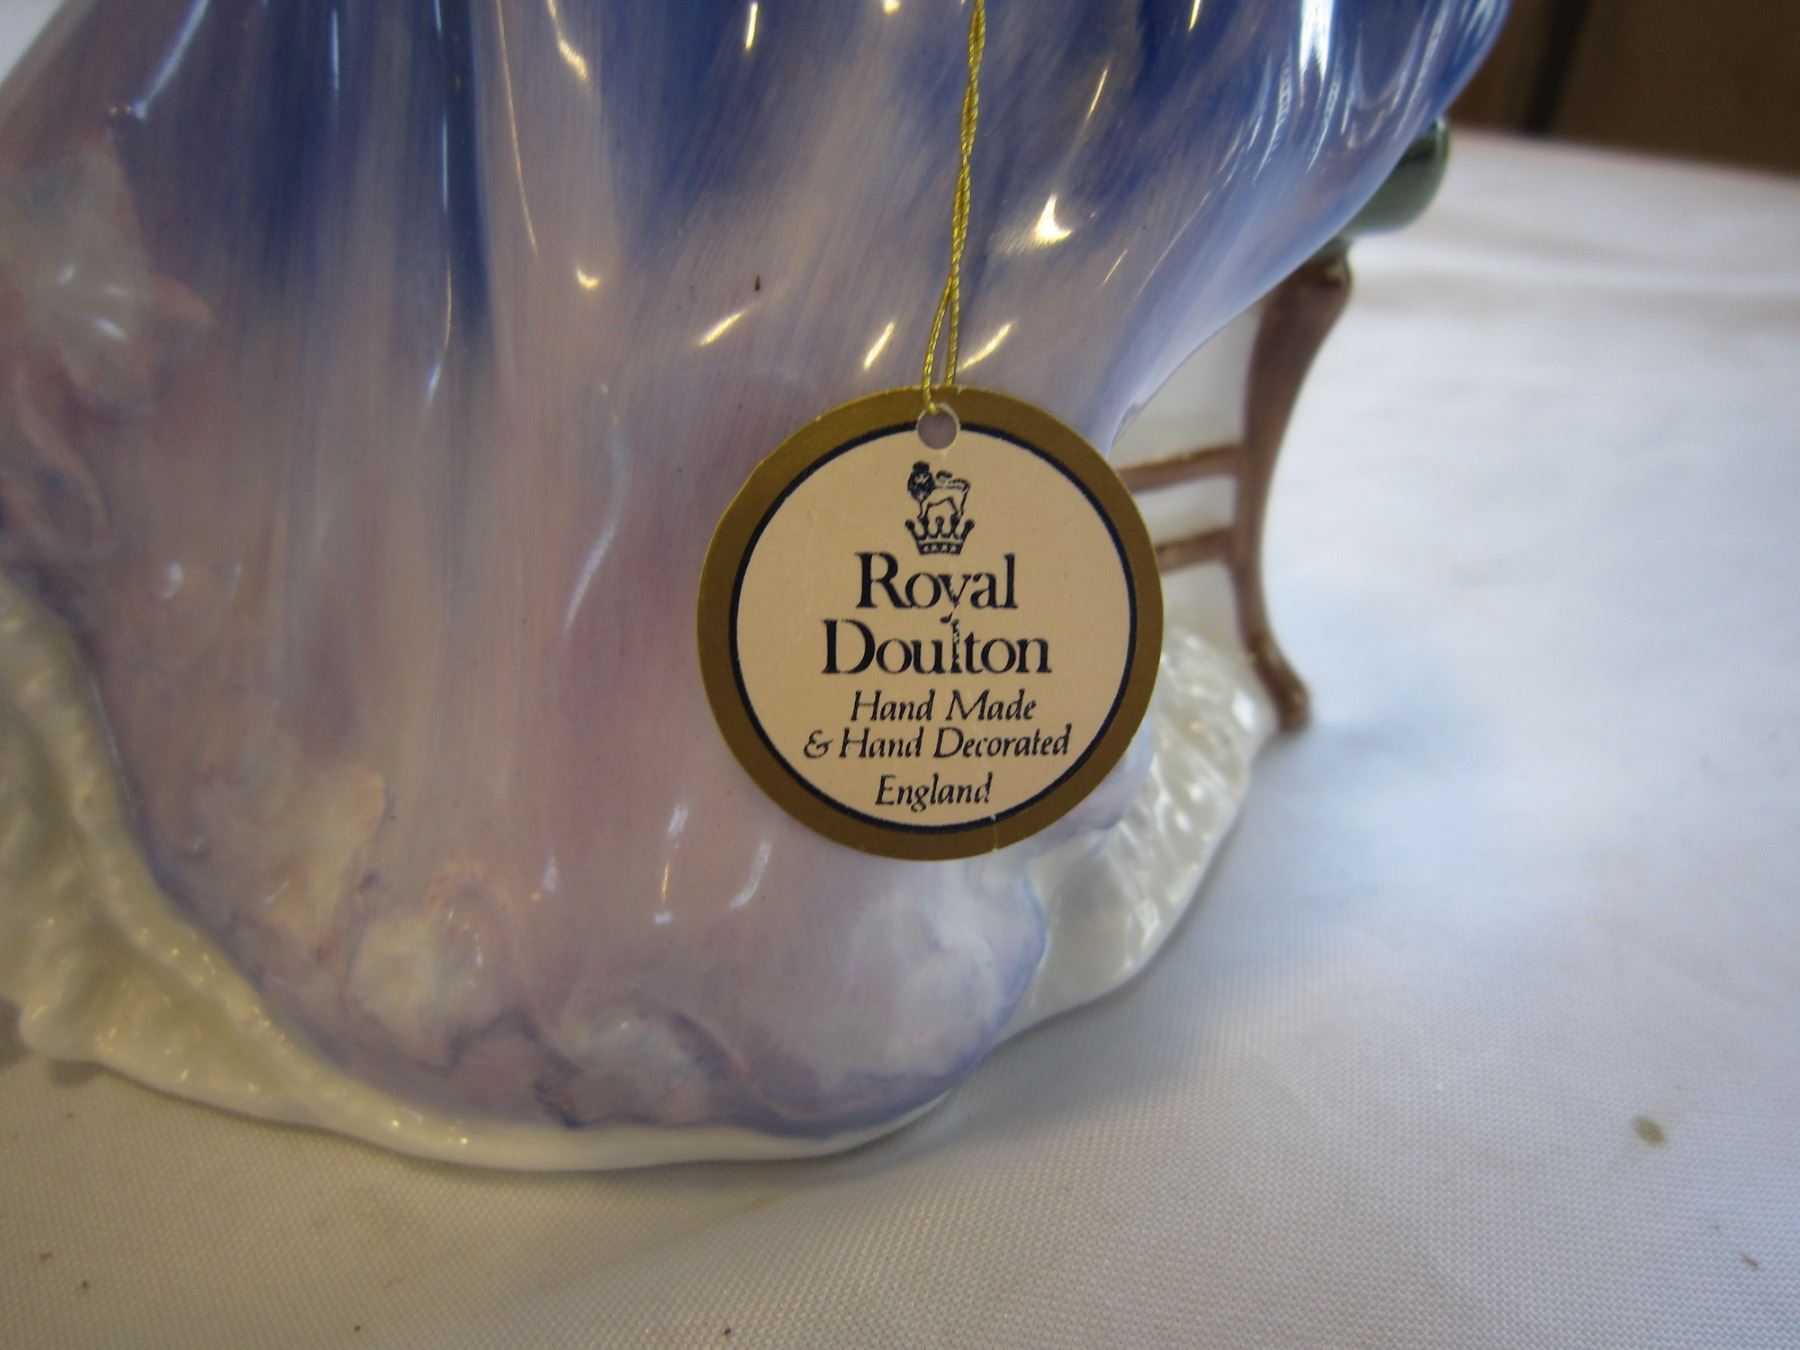 Royal
Doulton
Hand Made
& Hand Decorated
England